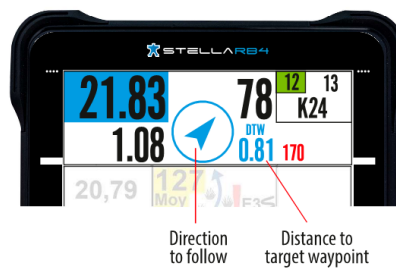 STELLAR84
21.83
78
12
13
K24
1.08
DTW
0.81
170
20,79
127
Moy
Direction
to follow
Distance to
target waypoint